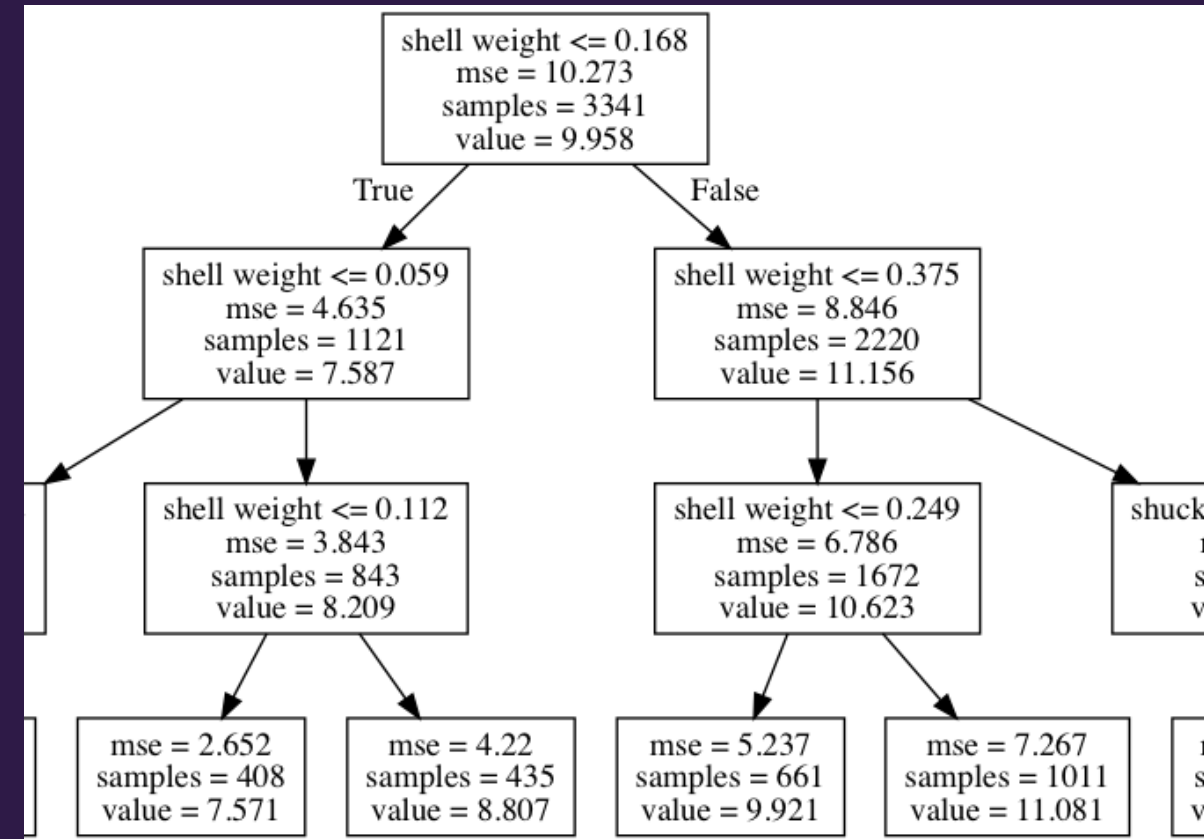 shell weight <= 0.168
mse = 10.273
samples = 3341
value = 9.958
True
False
shell weight <= 0.059
mse = 4.635
samples = 1121
value = 7.587
shell weight <= 0.375
mse = 8.846
samples = 2220
value = 11.156
shell weight <= 0.112
mse = 3.843
samples = 843
value = 8.209
shell weight <= 0.249
mse = 6.786
samples = 1672
value = 10.623
shuck
mse = 2.652
samples = 408
value = 7.571
mse = 4.22
samples = 435
value = 8.807
mse = 5.237
samples = 661
value = 9.921
mse = 7.267
samples = 1011
value = 11.081